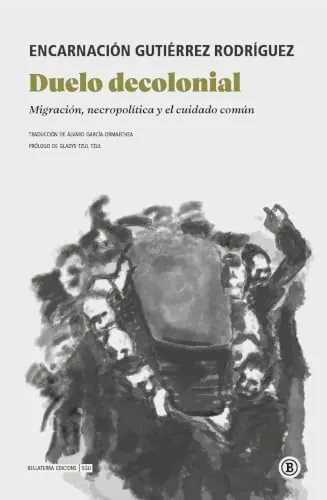 ENCARNACIÓN GUTIÉRREZ RODRÍGUEZ
Duelo decolonial
Migración, necropolítica y el cuidado común
TRADUCCIÓN DE ÁLVARO GARCÍA ORMAECHEA
PRÓLOGO DE GLADYS TZUL TZUL
BELLATERRA EDICIONS | SGU
B